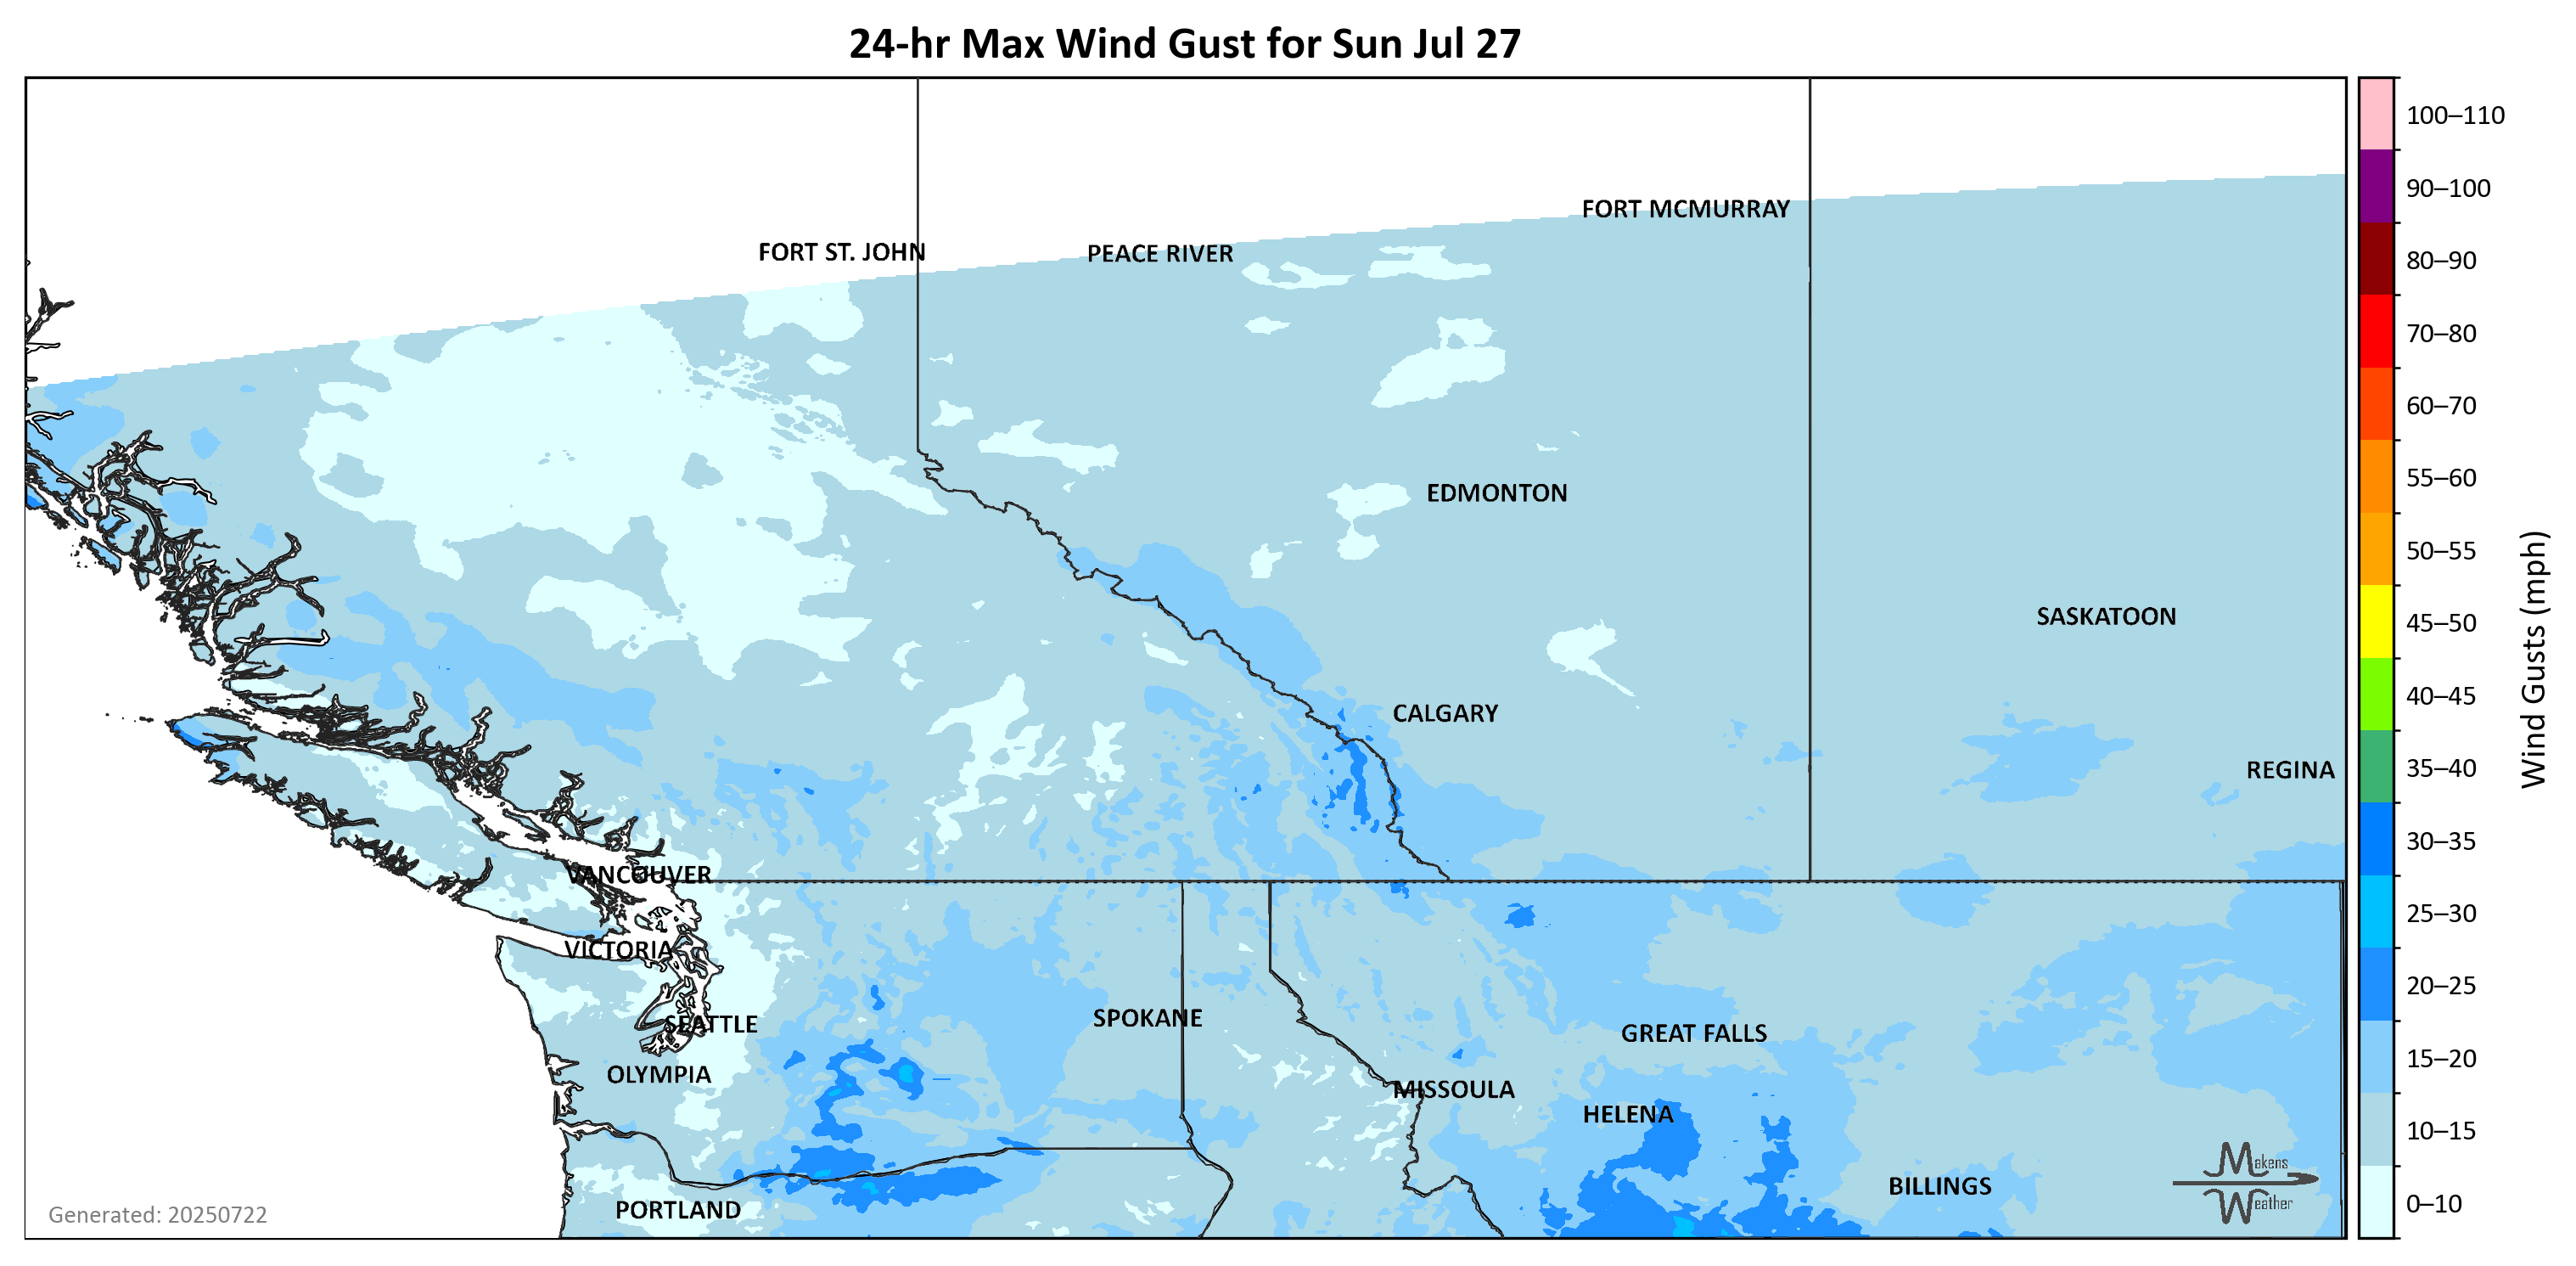 24-hr Max Wind Gust for Sun Jul 27
100–110
90–100
80–90
70–80
60–70
55–60
50–55
45–50
40–45
35–40
30–35
25–30
20–25
15–20
10–15
0–10
Wind Gusts (mph)
FORT MCMURRAY
FORT ST. JOHN
PEACE RIVER
EDMONTON
SASKATOON
CALGARY
REGINA
VANCOUVER
VICTORIA
SEATTLE
SPOKANE
GREAT FALLS
OLYMPIA
MISSOULA
HELENA
BILLINGS
PORTLAND
Makens
Weather
Generated: 20250722